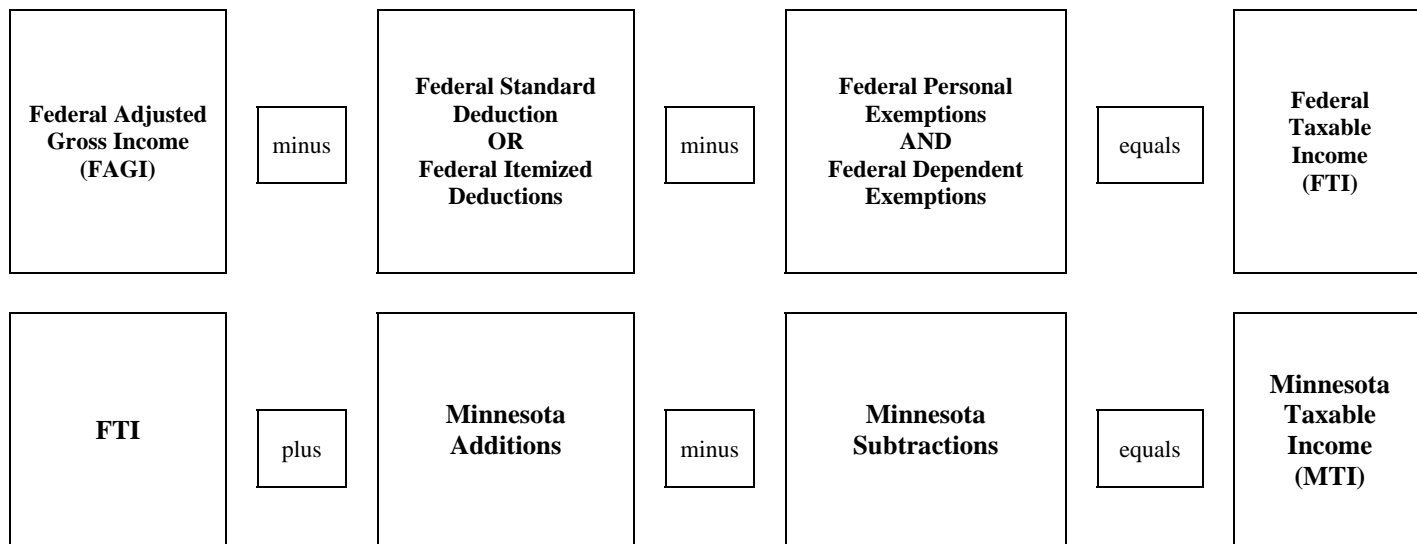 Federal Adjusted
Gross Income
(FAGI)
minus
Federal Standard
Deduction
OR
Federal Itemized
Deductions
minus
Federal Personal
Exemptions
AND
Federal Dependent
Exemptions
equals
Federal
Taxable
Income
(FTI)
FTI
plus
Minnesota
Additions
minus
Minnesota
Subtractions
equals
Minnesota
Taxable
Income
(MTI)